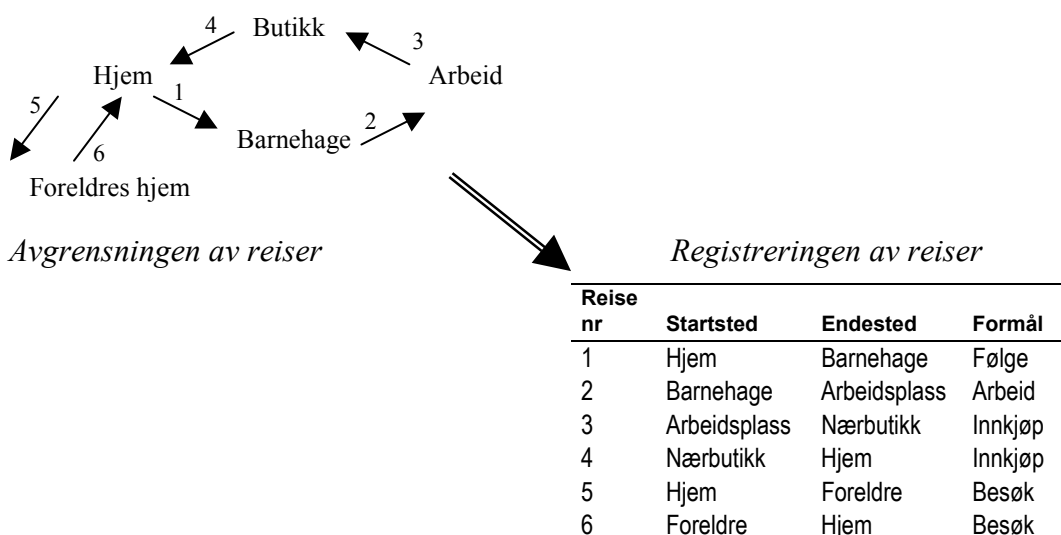 4 Butikk 3
Hjem Arbeid
5 1
Barnehage 2
6
Foreldres hjem
Avgrensningen av reiser
Registreringen av reiser
Reise
nr Startsted Endested Formål
1 Hjem Barnehage Følge
2 Barnehage Arbeidsplass Arbeid
3 Arbeidsplass Nærbutikk Innkjøp
4 Nærbutikk Hjem Innkjøp
5 Hjem Foreldre Besøk
6 Foreldre Hjem Besøk